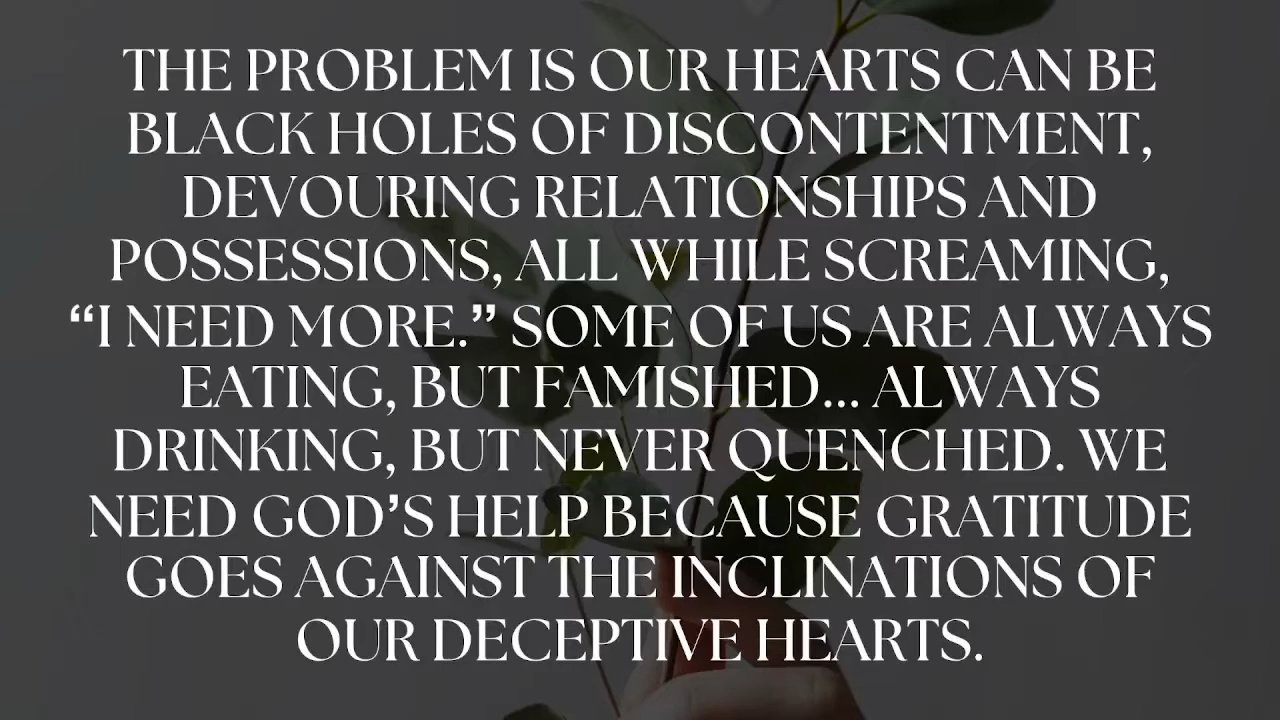 THE PROBLEM IS OUR HEARTS CAN BE
BLACK HOLES OF DISCONTENTMENT,
DEVOURING RELATIONSHIPS AND
POSSESSIONS, ALL WHILE SCREAMING,
“I NEED MORE.” SOME OF US ARE ALWAYS
EATING, BUT FAMISHED... ALWAYS
DRINKING, BUT NEVER QUENCHED. WE
NEED GOD’S HELP BECAUSE GRATITUDE
GOES AGAINST THE INCLINATIONS OF
OUR DECEPTIVE HEARTS.